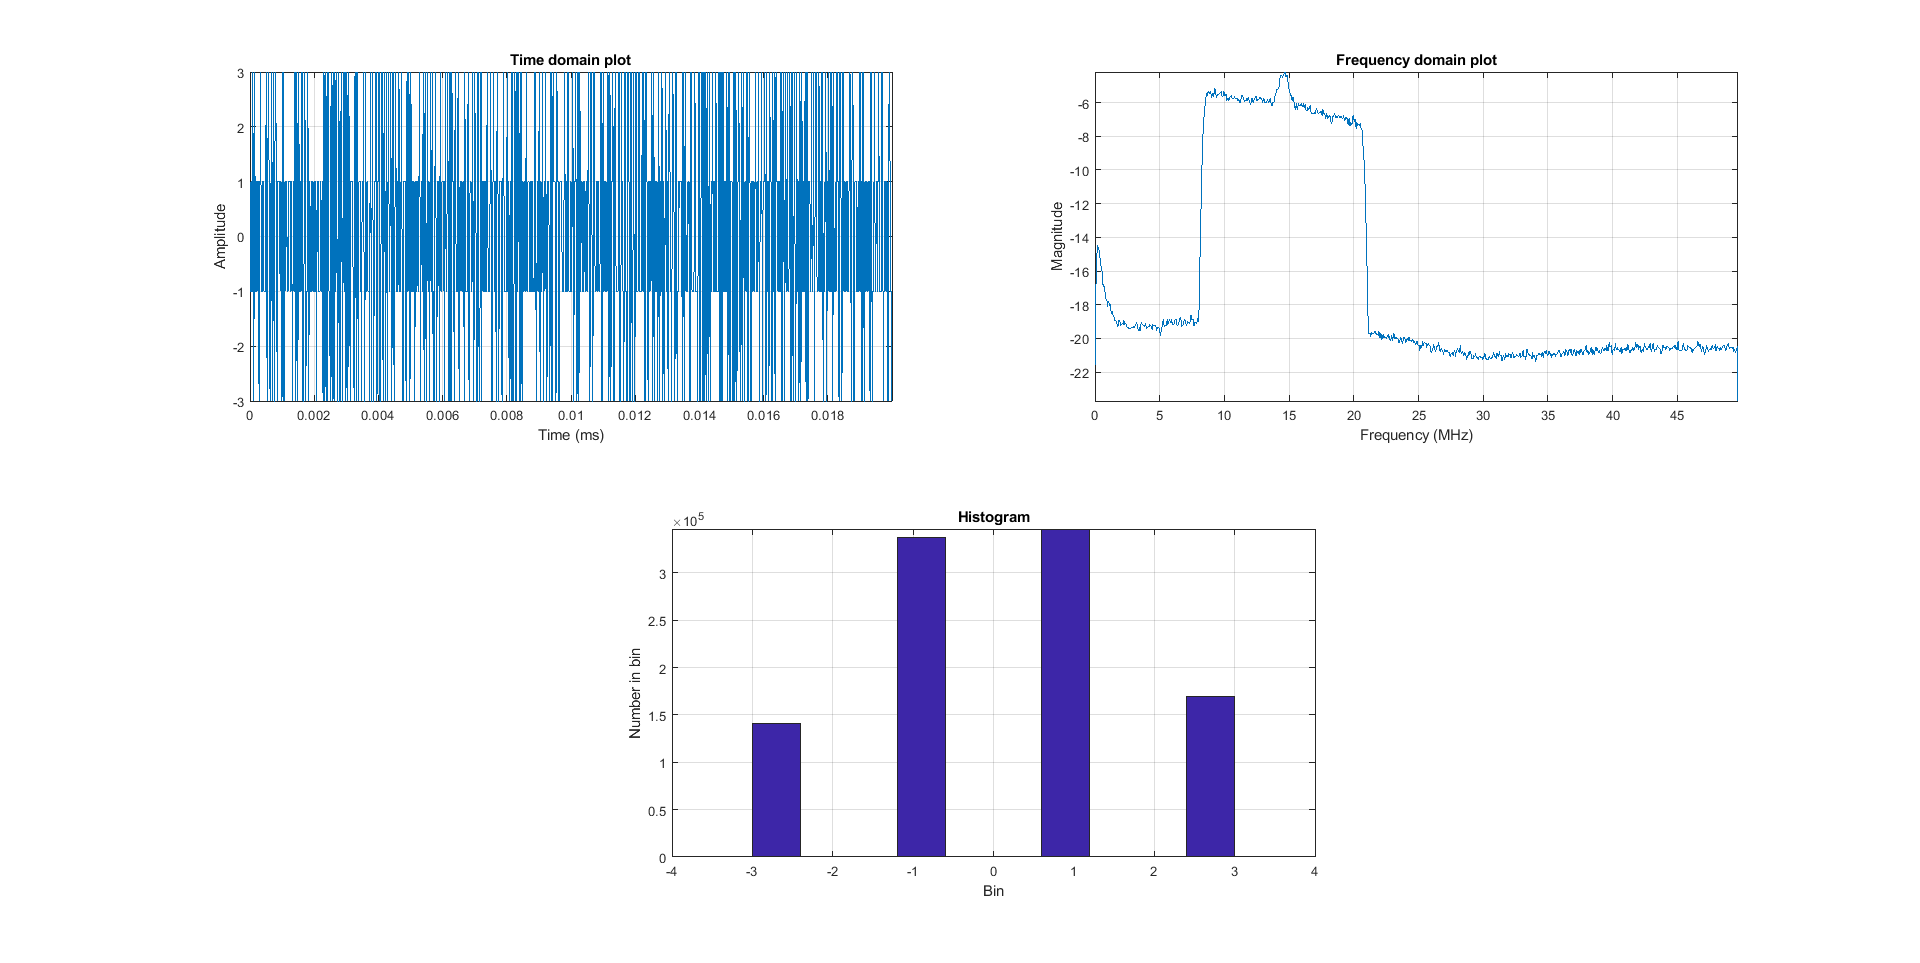 Time domain plot
3
2
1
0
-1
-2
-3
Amplitude
0 0.002 0.004 0.006 0.008 0.01 0.012 0.014 0.016 0.018
Time (ms)
Frequency domain plot
-6
-8
-10
-12
-14
-16
-18
-20
-22
Magnitude
0 5 10 15 20 25 30 35 40 45
Frequency (MHz)
Histogram
×10^5
3
2.5
2
1.5
1
0.5
0
Number in bin
-4 -3 -2 -1 0 1 2 3 4
Bin